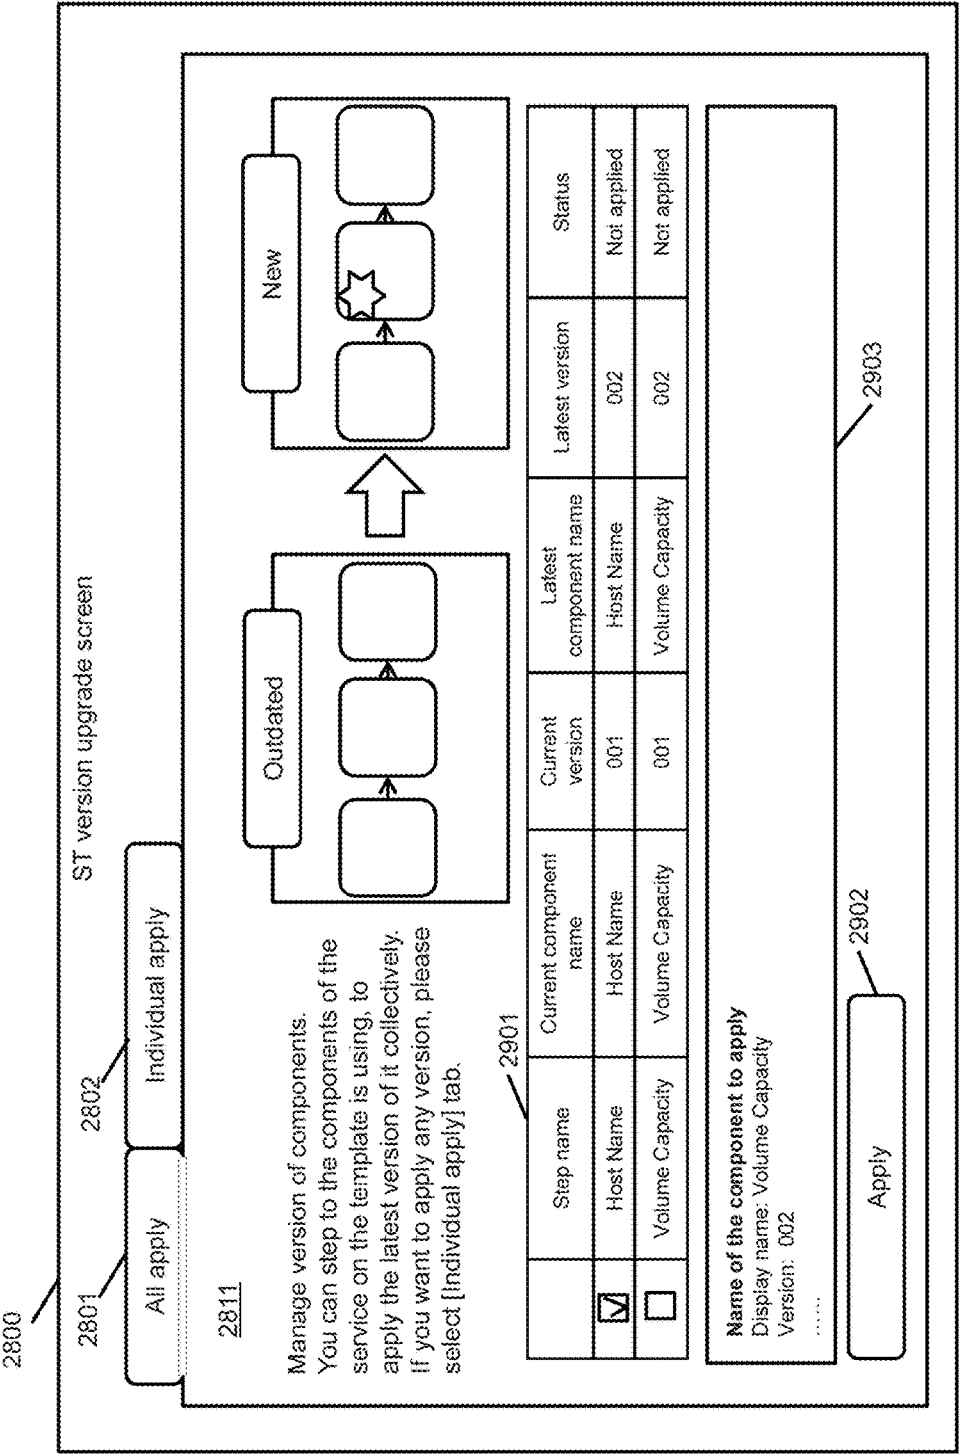 2800
ST version upgrade screen
2801
2802
All apply
Individual apply
2811
Manage version of components.
You can step to the components of the
service on the template is using, to
apply the latest version of it collectively.
If you want to apply any version, please
select [Individual apply] tab.
Outdated
New
2901
Step name
Current component
name
Current
version
Latest
component name
Latest version
Status
Host Name
Host Name
001
Host Name
002
Not applied
Volume Capacity
Volume Capacity
001
Volume Capacity
002
Not applied
Name of the component to apply
Display name: Volume Capacity
Version: 002
.....
2903
2902
Apply